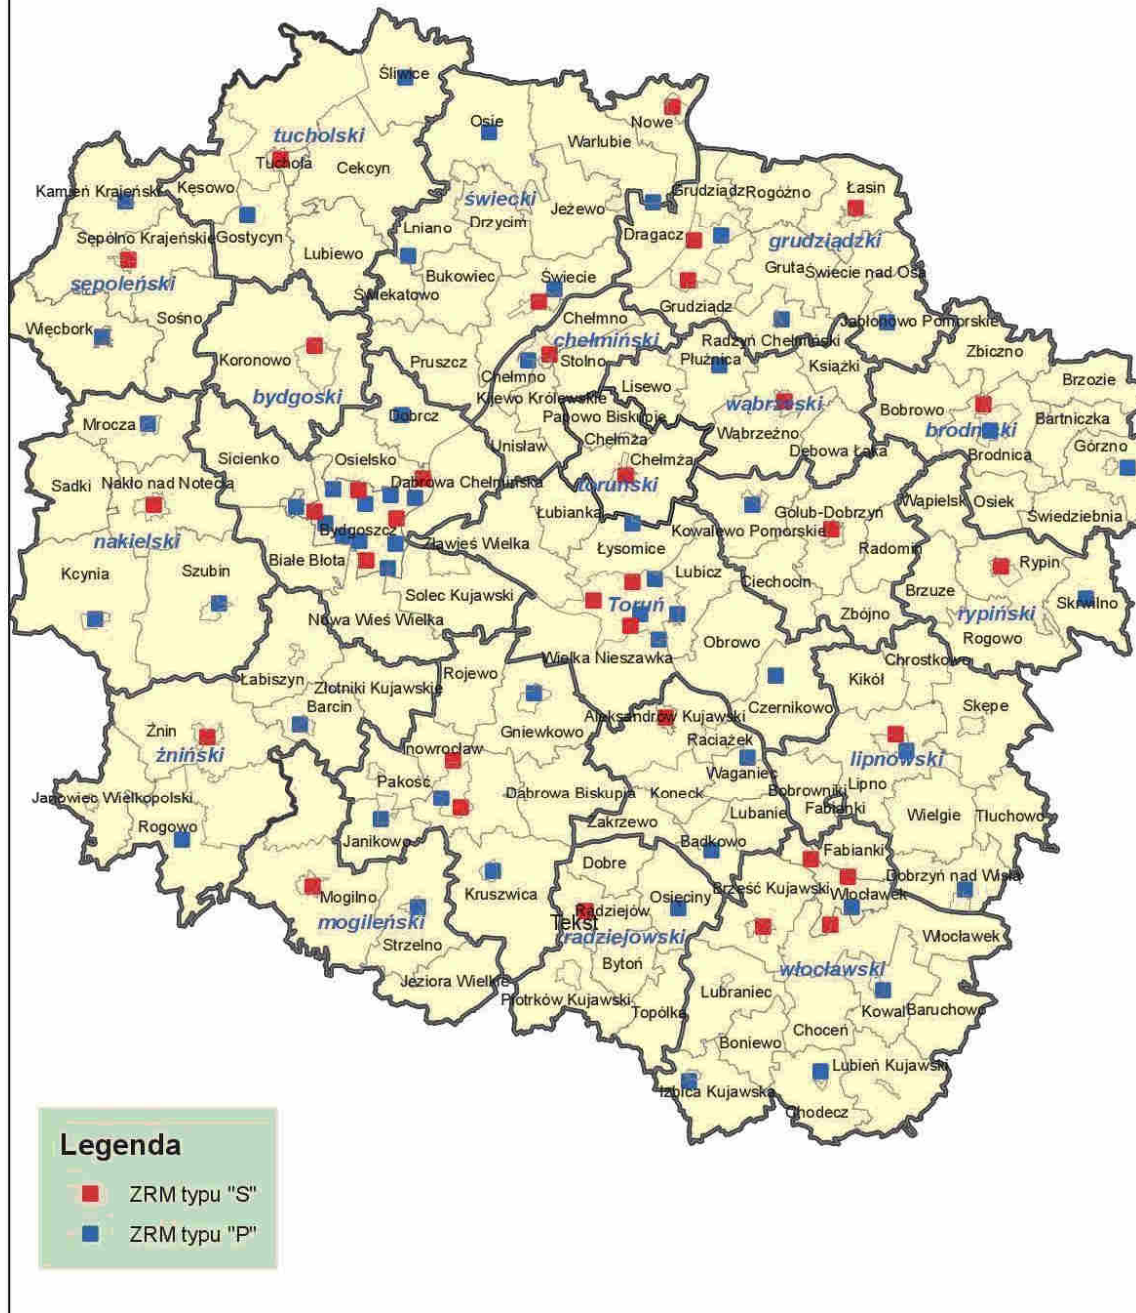 Śliwice
Osie
Nowe
tucholski
Warlubie
Tuchola
Cekcyn
Kamień Krajeński
Kęsowo
Grudziądz
Rogóźno
Łasin
świecki
Jeżewo
Drzycim
Lniano
Dragacz
grudziądzki
Sępólno Krajeńskie
Gostycyn
Lubiewo
Gruta
Świecie nad Osą
sępoleński
Bukowiec
Świecie
Świekatowo
Grudziądz
Sośno
Więcbork
Chełmno
Jabłonowo Pomorskie
chełmiński
Radzyń Chełmiński
Zbiczno
Koronowo
Pruszcz
Stolno
Płużnica
Książki
Chełmno
Lisewo
Brzozie
bydgoski
Kijewo Królewskie
wąbrzeski
Bobrowo
Dobrcz
Papowo Biskupie
Bartniczka
Mrocza
Wąbrzeźno
brodnicki
Unisław
Chełmża
Górzno
Sicienko
Osielsko
Chełmża
Dębowa Łąka
Brodnica
Sadki
Nakło nad Notecią
Dąbrowa Chełmińska
toruński
Wąpielsk
Osiek
Łubianka
Golub-Dobrzyń
Świedziebnia
Bydgoszcz
Kowalewo Pomorskie
nakielski
Zławieś Wielka
Łysomice
Radomin
Białe Błota
Rypin
Kcynia
Szubin
Lubicz
Ciechocin
Brzuze
Solec Kujawski
Toruń
Skrwilno
Nowa Wieś Wielka
Zbójno
rypiński
Obrowo
Rogowo
Wielka Nieszawka
Chrostkowo
Rojewo
Kikół
Łabiszyn
Złotniki Kujawskie
Barcin
Czernikowo
Skępe
Aleksandrów Kujawski
Żnin
Gniewkowo
Raciążek
żniński
Inowrocław
lipnowski
Waganiec
Pakość
Lipno
Janowiec Wielkopolski
Dąbrowa Biskupia
Koneck
Bobrowniki
Fabianki
Lubanie
Wielgie
Tłuchowo
Rogowo
Zakrzewo
Janikowo
Bądkowo
Fabianki
Dobre
Dobrzyń nad Wisłą
Mogilno
Kruszwica
Osięciny
Brześć Kujawski
Włocławek
Radziejów
Tekst
mogileński
radziejowski
Włocławek
Strzelno
Bytoń
włocławski
Jeziora Wielkie
Lubraniec
Piotrków Kujawski
Topólka
Kowal
Baruchowo
Choceń
Boniewo
Lubień Kujawski
Izbica Kujawska
Chodecz
Legenda
ZRM typu "S"
ZRM typu "P"